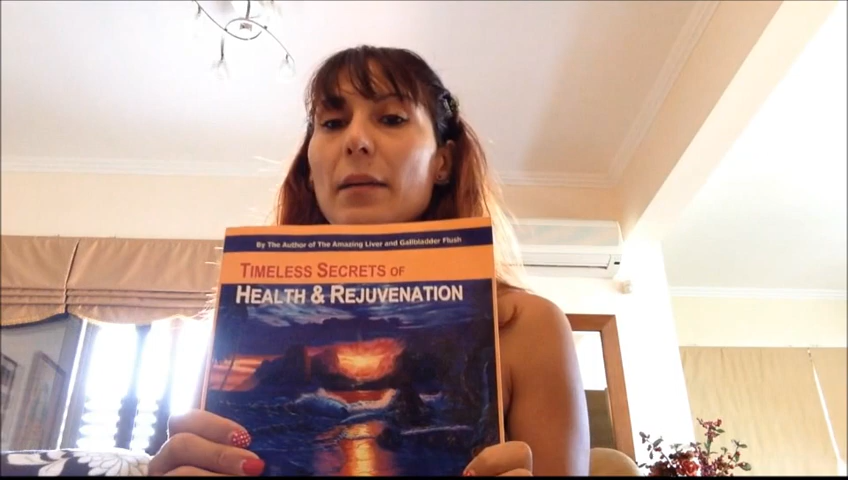 By The Author of The Amazing Liver and Gallbladder Flush
TIMELESS SECRETS OF
HEALTH & REJUVENATION